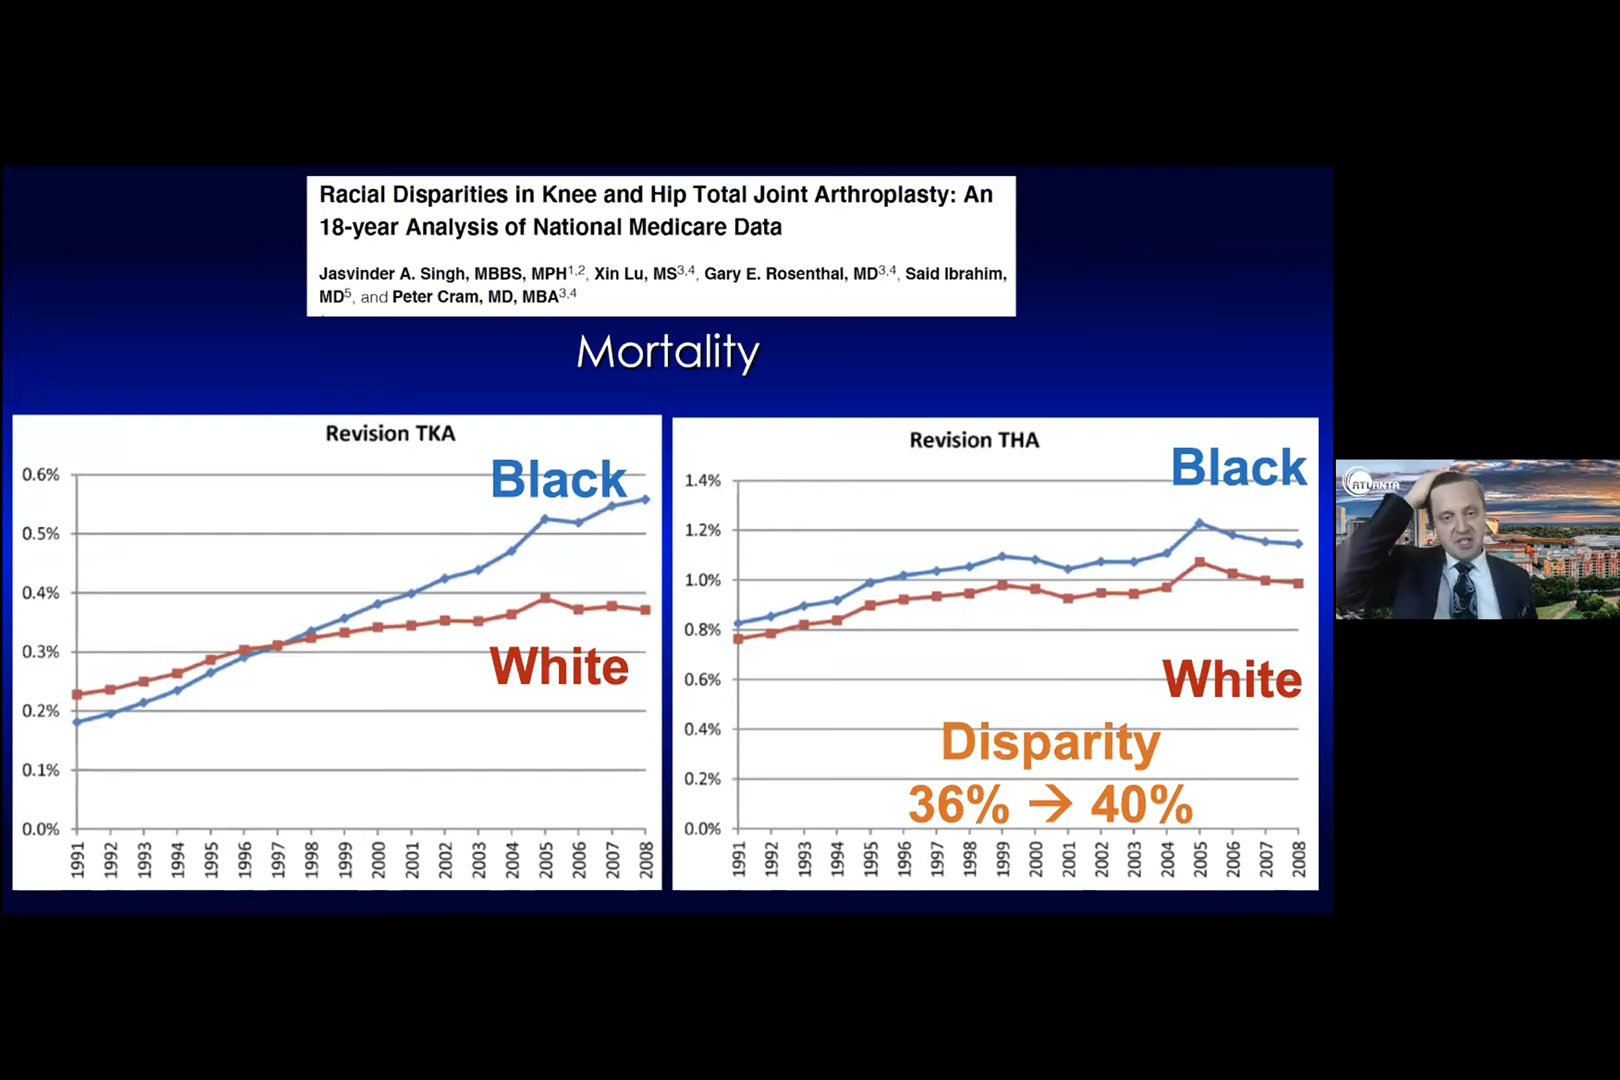 Racial Disparities in Knee and Hip Total Joint Arthroplasty: An
18-year Analysis of National Medicare Data
Jasvinder A. Singh, MBBS, MPH1,2, Xin Lu, MS3,4, Gary E. Rosenthal, MD3,4, Said Ibrahim,
MD5, and Peter Cram, MD, MBA3,4
Mortality
Revision TKA
Black
White
0.6%
0.5%
0.4%
0.3%
0.2%
0.1%
0.0%
1991 1992 1993 1994 1995 1996 1997 1998 1999 2000 2001 2002 2003 2004 2005 2006 2007 2008
Revision THA
Black
White
Disparity
36% → 40%
1.4%
1.2%
1.0%
0.8%
0.6%
0.4%
0.2%
0.0%
1991 1992 1993 1994 1995 1996 1997 1998 1999 2000 2001 2002 2003 2004 2005 2006 2007 2008
ATLANTA